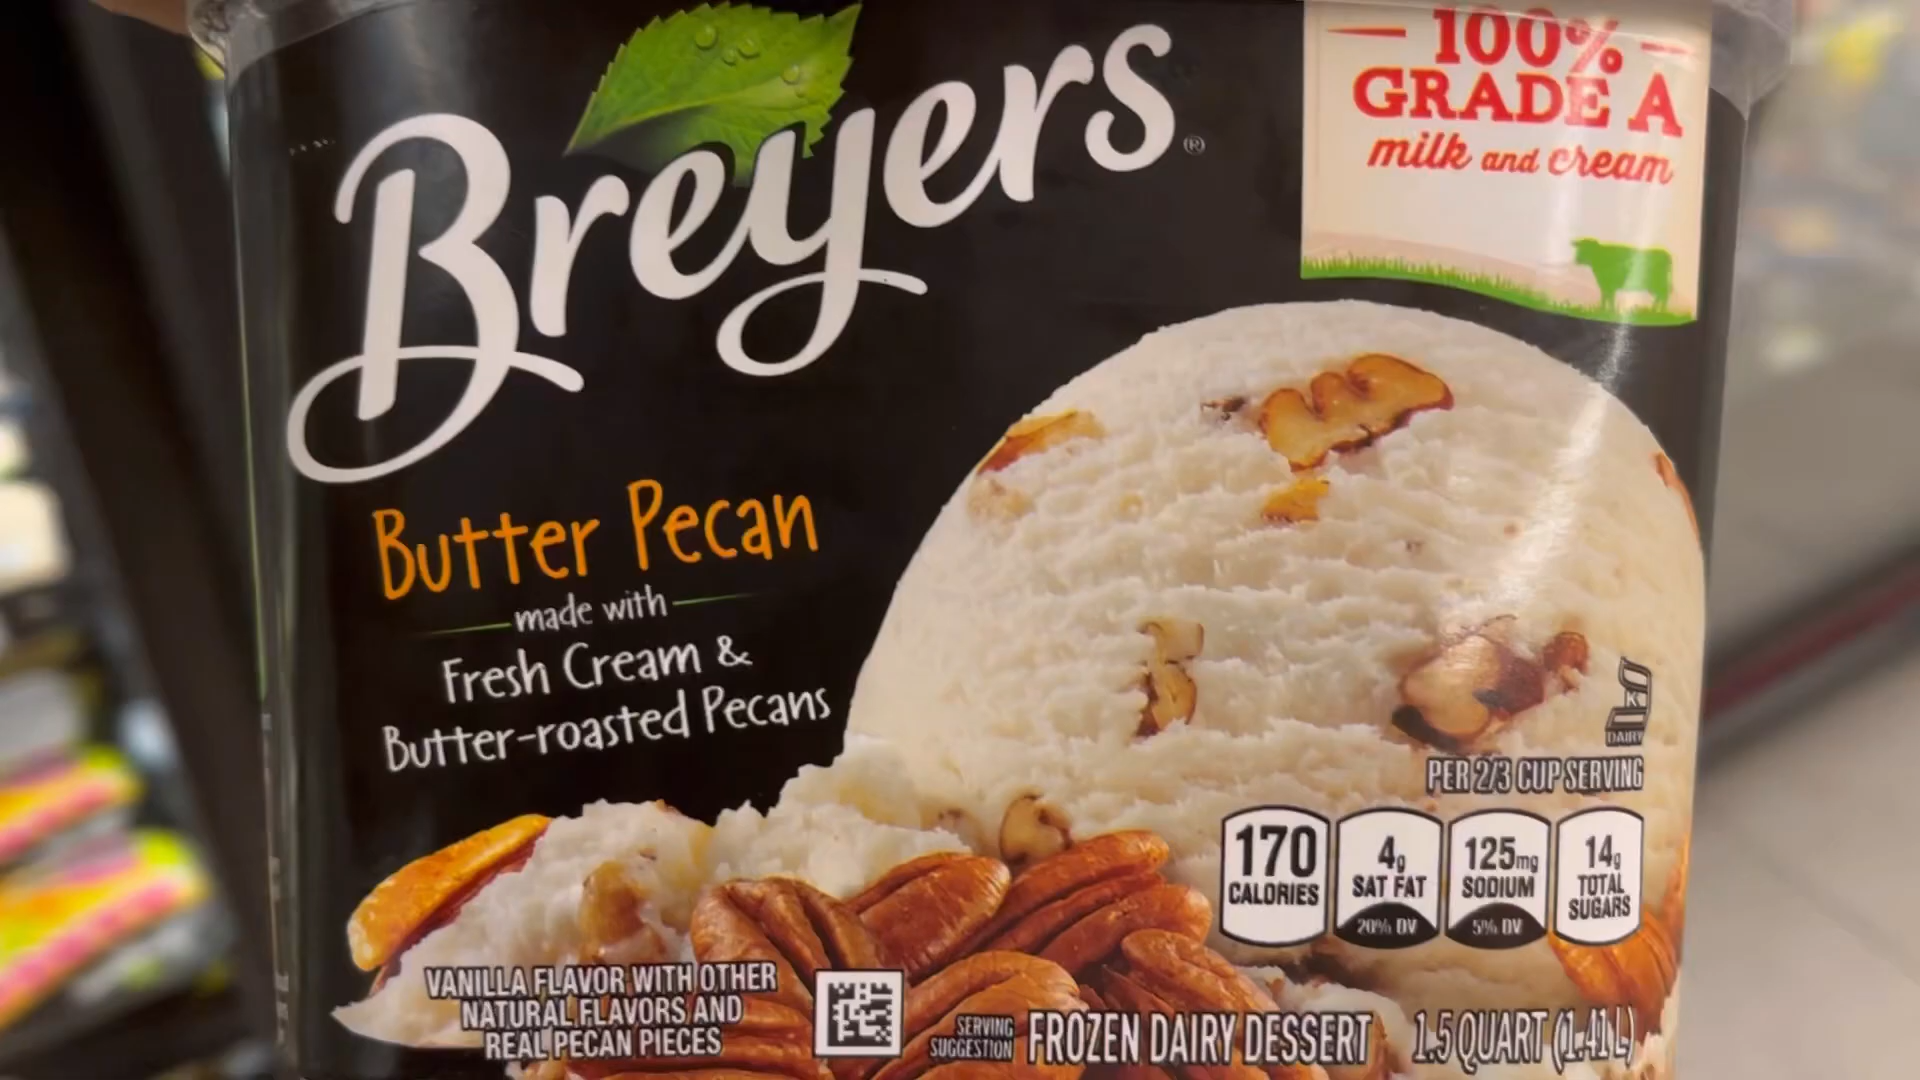 Breyers®
100%
GRADE A
milk and cream
Butter Pecan
made with
Fresh Cream &
Butter-roasted Pecans
K
DAIRY
PER 2/3 CUP SERVING
170
CALORIES
4g
SAT FAT
20% DV
125mg
SODIUM
5% DV
14g
TOTAL
SUGARS
VANILLA FLAVOR WITH OTHER
NATURAL FLAVORS AND
REAL PECAN PIECES
SERVING
SUGGESTION
FROZEN DAIRY DESSERT
1.5 QUART (1.41 L)